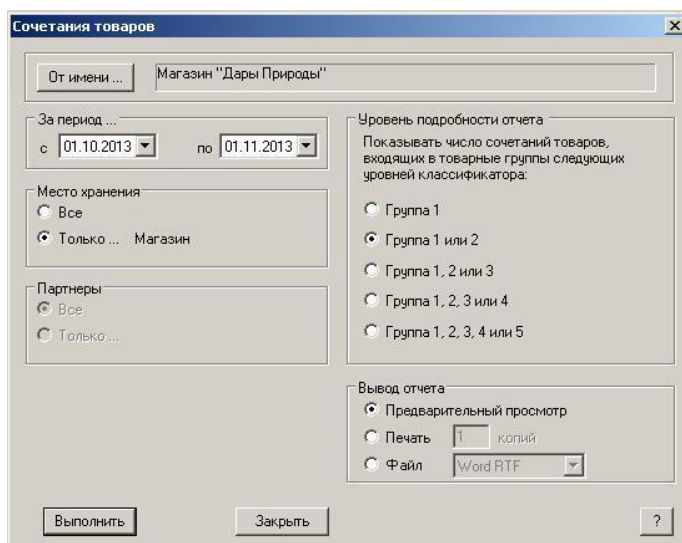 Сочетания товаров
От имени ...
Магазин "Дары Природы"
За период ...
с 01.10.2013 по 01.11.2013
Место хранения
Все
Только ... Магазин
Партнеры
Все
Только ...
Уровень подробности отчета
Показывать число сочетаний товаров,
входящих в товарные группы следующих
уровней классификатора:
Группа 1
Группа 1 или 2
Группа 1, 2 или 3
Группа 1, 2, 3 или 4
Группа 1, 2, 3, 4 или 5
Вывод отчета
Предварительный просмотр
Печать 1 копий
Файл Word RTF
Выполнить
Закрыть
?